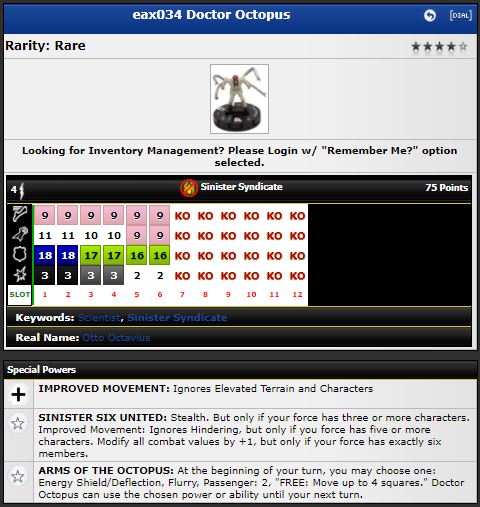 eax034 Doctor Octopus
[DIAL]
Rarity: Rare
Looking for Inventory Management? Please Login w/ "Remember Me?" option
selected.
4 Sinister Syndicate 75 Points
9 9 9 9 9 9 KO KO KO KO KO KO
11 11 10 10 9 9 KO KO KO KO KO KO
18 18 17 17 16 16 KO KO KO KO KO KO
3 3 3 3 2 2 KO KO KO KO KO KO
SLOT 1 2 3 4 5 6 7 8 9 10 11 12
Keywords: Scientist, Sinister Syndicate
Real Name: Otto Octavius
Special Powers
IMPROVED MOVEMENT: Ignores Elevated Terrain and Characters
SINISTER SIX UNITED: Stealth. But only if your force has three or more characters.
Improved Movement: Ignores Hindering, but only if you force has five or more
characters. Modify all combat values by +1, but only if your force has exactly six
members.
ARMS OF THE OCTOPUS: At the beginning of your turn, you may choose one:
Energy Shield/Deflection, Flurry, Passenger: 2, "FREE: Move up to 4 squares." Doctor
Octopus can use the chosen power or ability until your next turn.